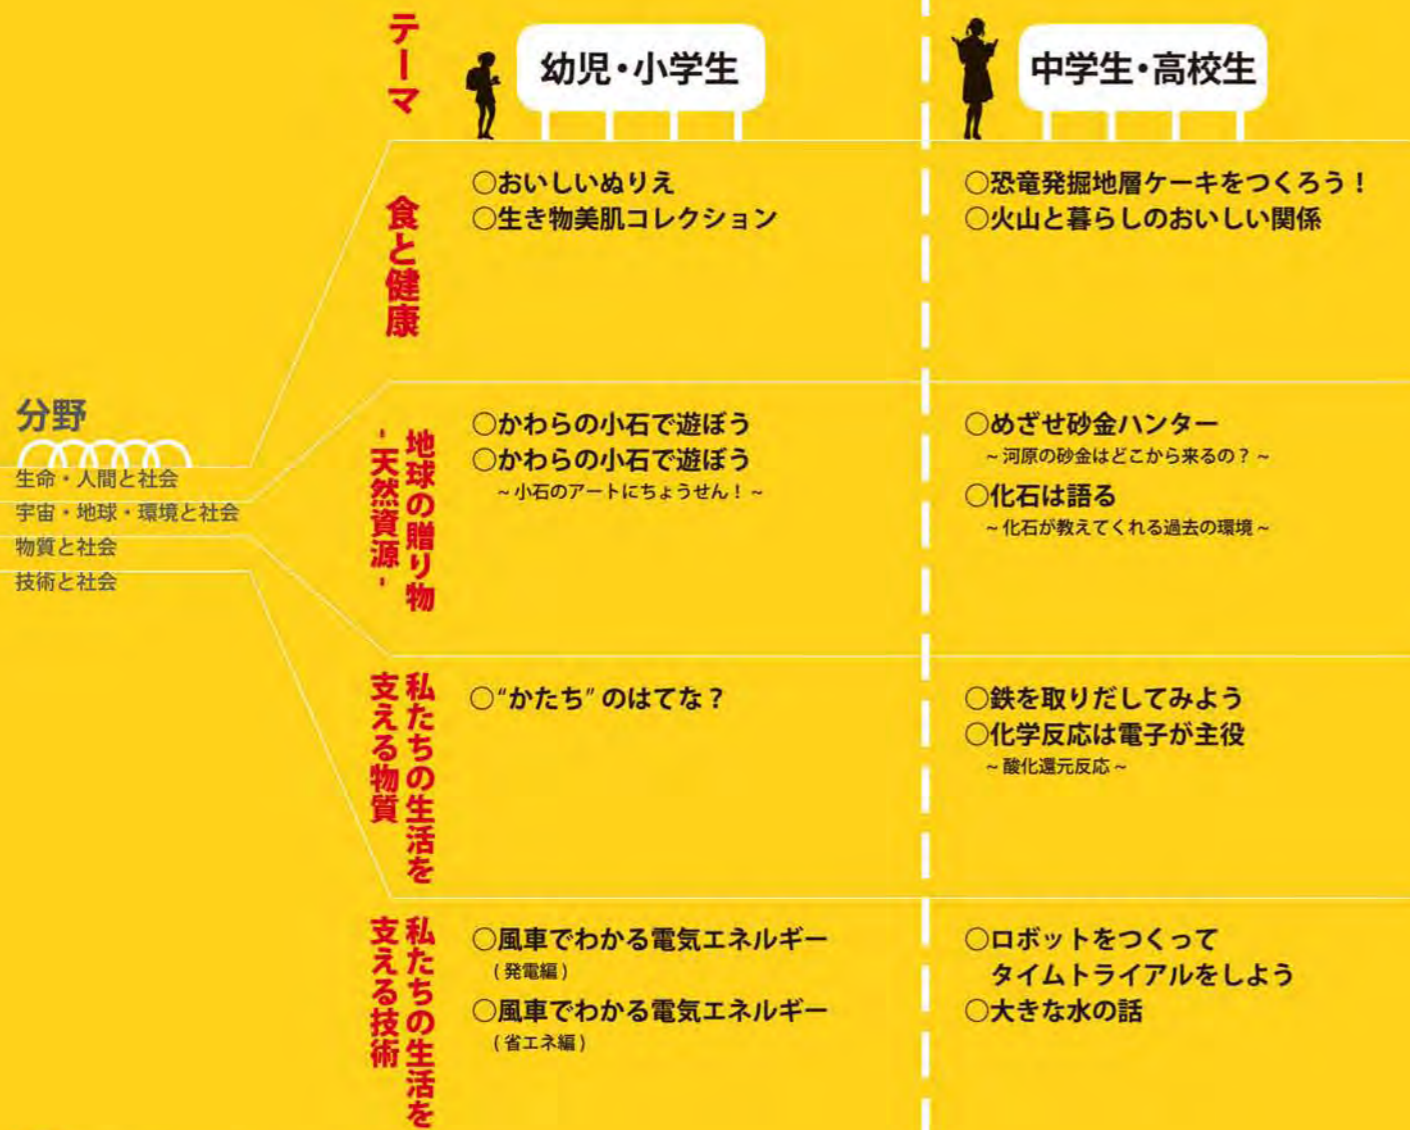 テーマ
幼児・小学生
中学生・高校生
分野
生命・人間と社会
宇宙・地球・環境と社会
物質と社会
技術と社会
食と健康
○おいしいぬりえ
○生き物美肌コレクション
○恐竜発掘地層ケーキをつくろう！
○火山と暮らしのおいしい関係
地球の贈り物
-天然資源-
○かわらの小石で遊ぼう
○かわらの小石で遊ぼう
~小石のアートにちょうせん！~
○めざせ砂金ハンター
~河原の砂金はどこから来るの？~
○化石は語る
~化石が教えてくれる過去の環境~
私たちの生活を
支える物質
○“かたち”のはてな？
○鉄を取りだしてみよう
○化学反応は電子が主役
~酸化還元反応~
私たちの生活を
支える技術
○風車でわかる電気エネルギー
(発電編)
○風車でわかる電気エネルギー
(省エネ編)
○ロボットをつくって
タイムトライアルをしよう
○大きな水の話